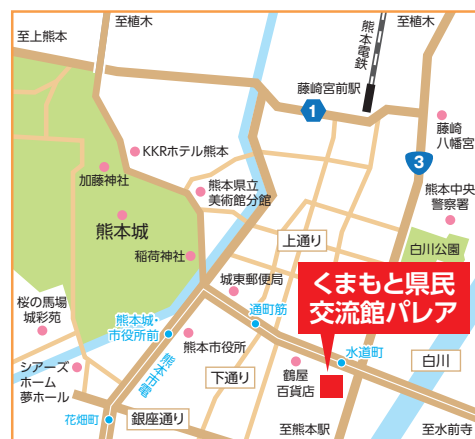 至植木
至植木
至上熊本
熊本電鉄
藤崎宮前駅
1
藤崎
八幡宮
KKRホテル熊本
3
加藤神社
熊本県立
美術館分館
熊本中央
警察署
熊本城
上通り
白川公園
稲荷神社
城東郵便局
くまもと県民
交流館パレア
桜の馬場
城彩苑
熊本城・
市役所前
通町筋
熊本市役所
水道町
白川
シアーズ
ホーム
夢ホール
熊本市電
下通り
鶴屋
百貨店
花畑町
銀座通り
至熊本駅
至水前寺